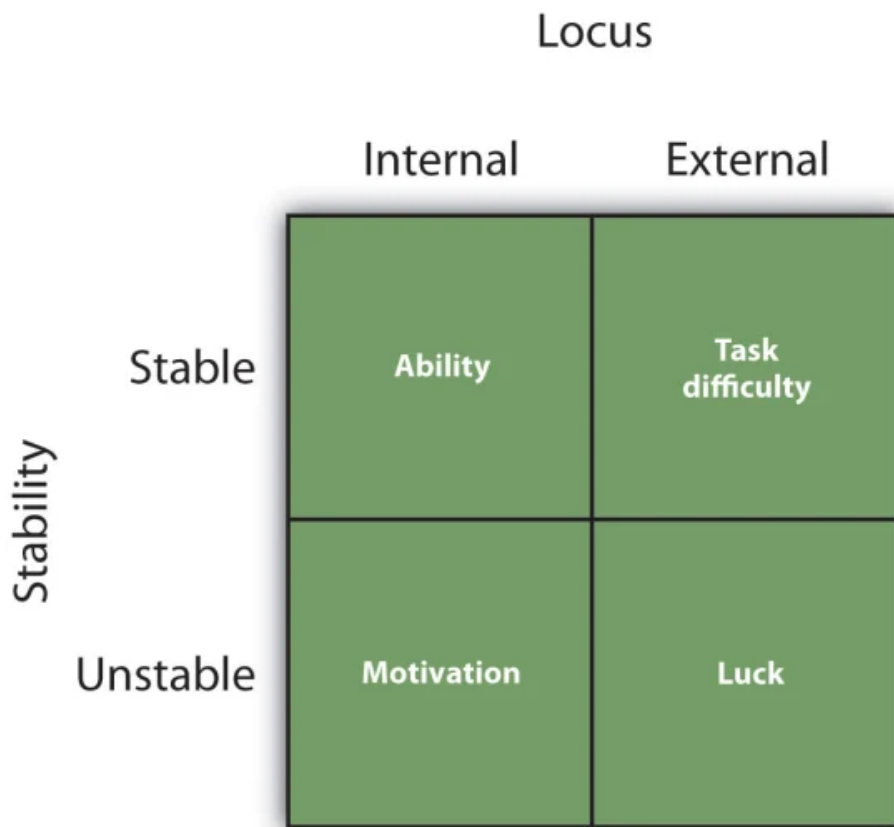 Locus
Internal External
Stable Ability Task
difficulty
Stability
Unstable Motivation Luck